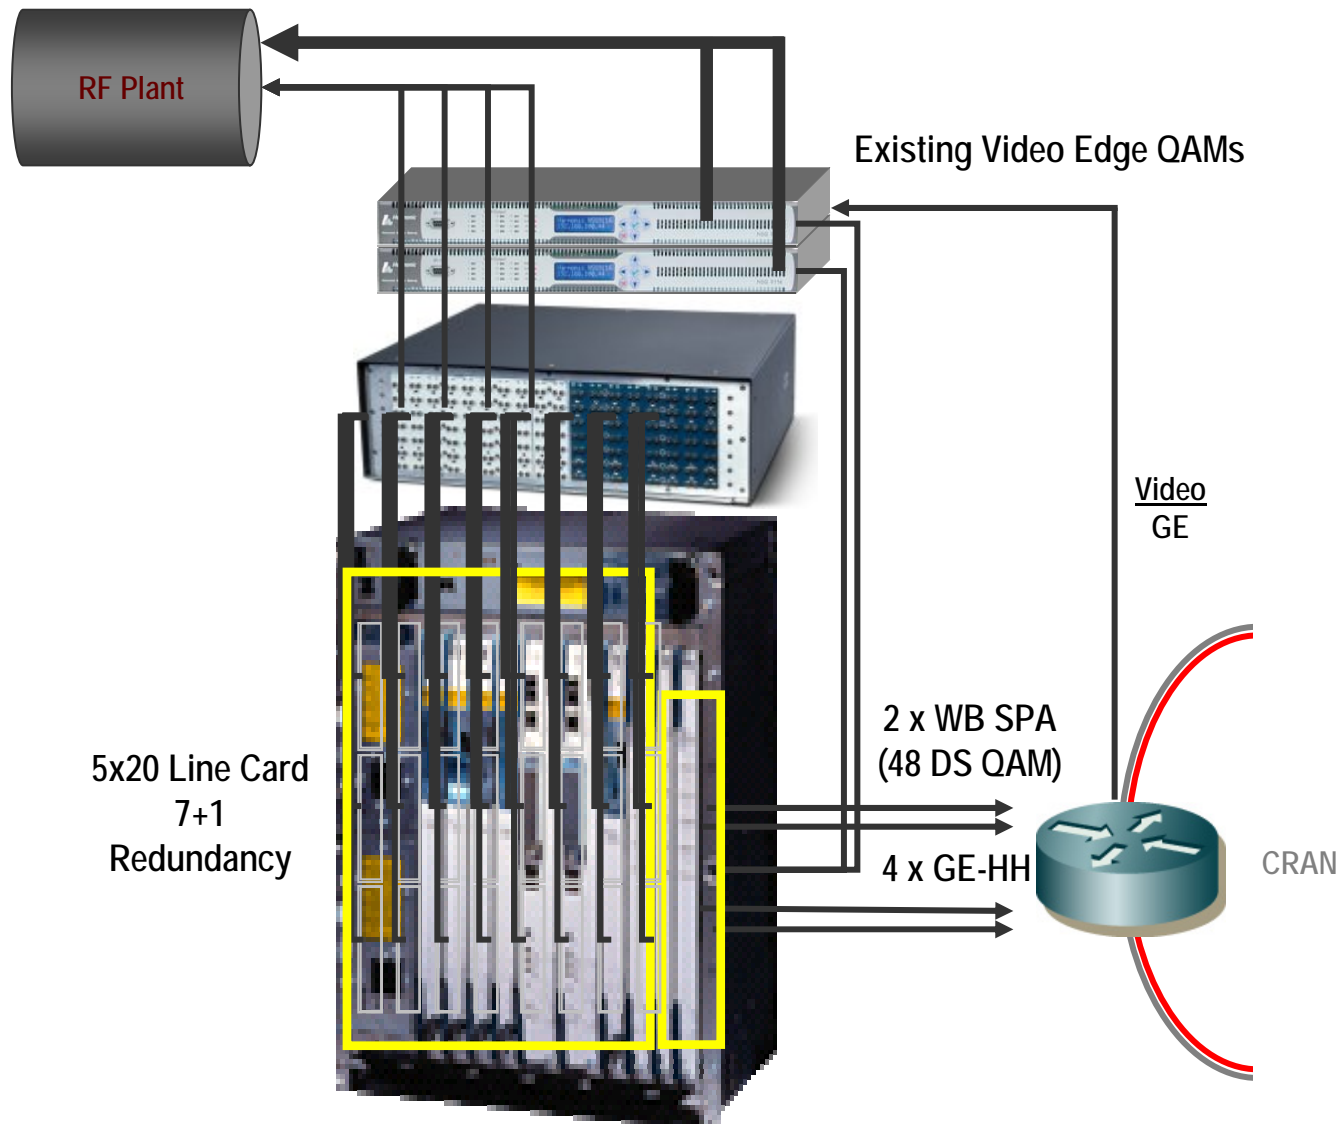 RF Plant
Existing Video Edge QAMs
Video
GE
2 x WB SPA
(48 DS QAM)
5x20 Line Card
7+1
Redundancy
4 x GE-HH
CRAN